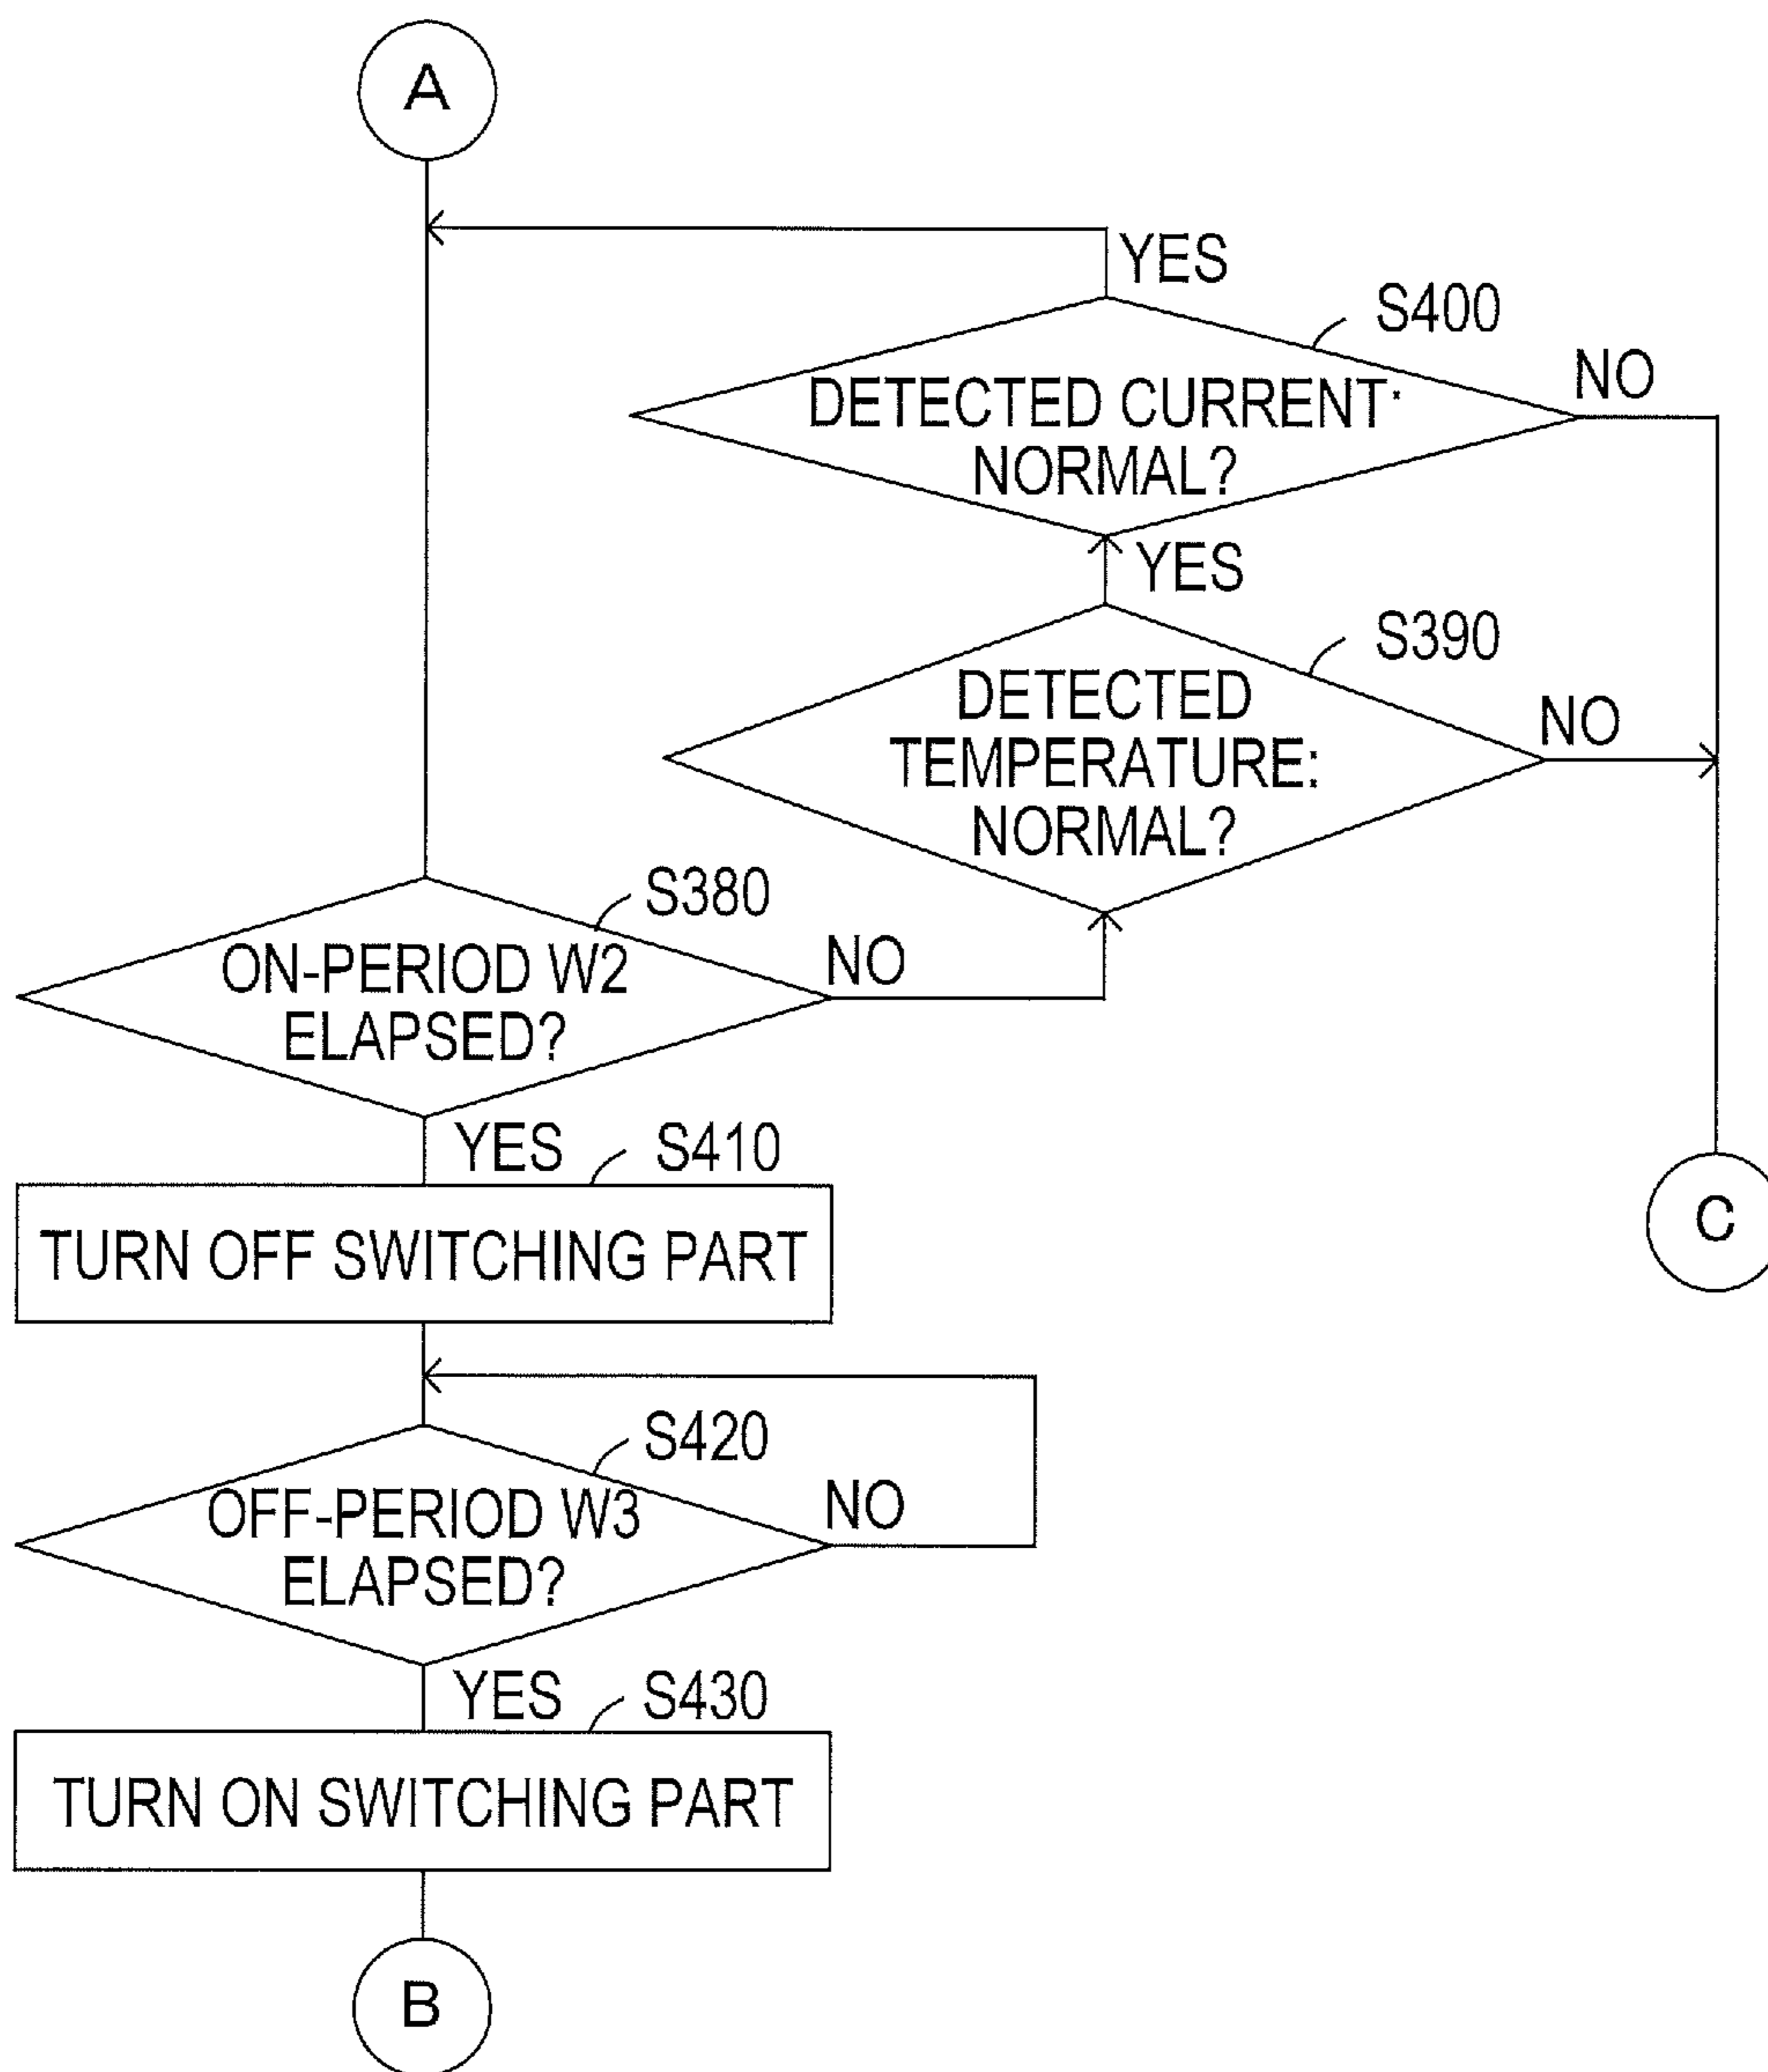 A
YES
S400
NO
DETECTED CURRENT:
NORMAL?
YES
S390
DETECTED
TEMPERATURE:
NORMAL?
NO
S380
ON-PERIOD W2
ELAPSED?
NO
YES
S410
TURN OFF SWITCHING PART
C
S420
OFF-PERIOD W3
ELAPSED?
NO
YES
S430
TURN ON SWITCHING PART
B